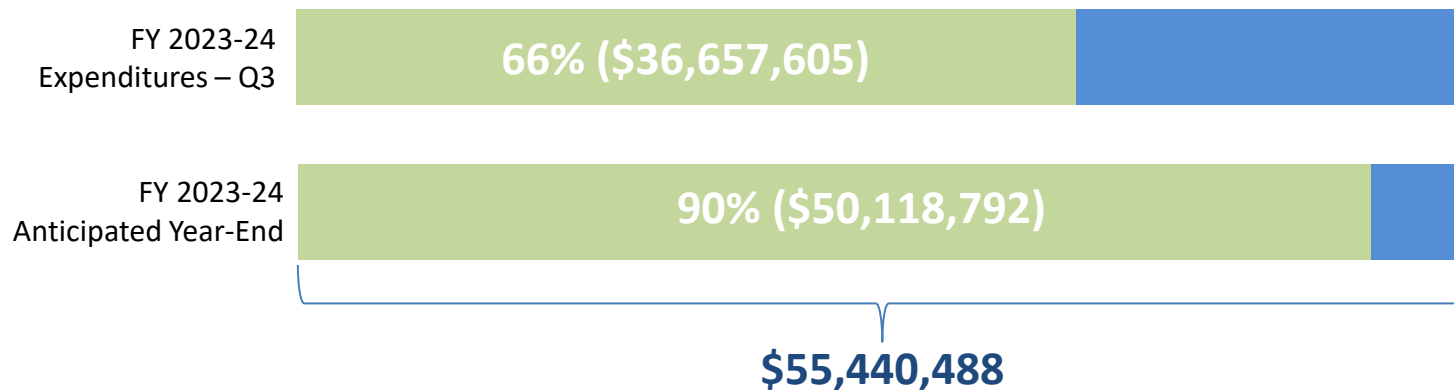 FY 2023-24
Expenditures – Q3
66% ($36,657,605)
FY 2023-24
Anticipated Year-End
90% ($50,118,792)
$55,440,488